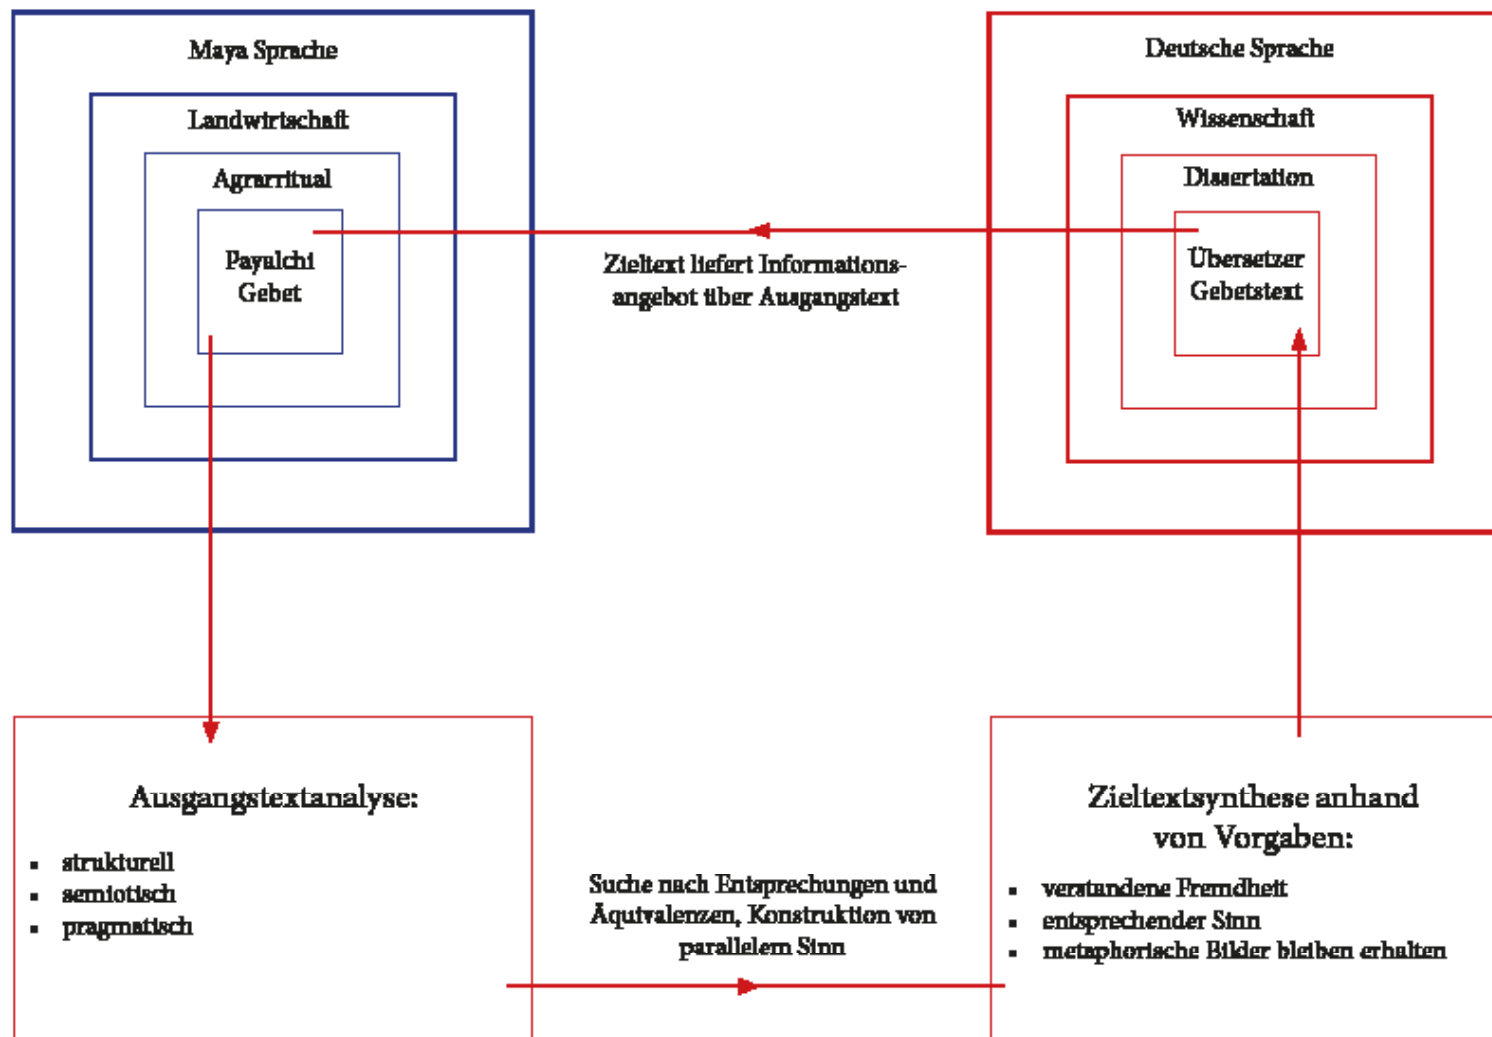 Maya Sprache
Landwirtschaft
Agrarritual
Payalchi
Gebet
Zieltext liefert Informations-
angebot über Ausgangstext
Deutsche Sprache
Wissenschaft
Dissertation
Übersetzer
Gebetstext
Ausgangstextanalyse:
▪ strukturell
▪ semiotisch
▪ pragmatisch
Suche nach Entsprechungen und
Äquivalenzen, Konstruktion von
parallelem Sinn
Zieltextsynthese anhand
von Vorgaben:
▪ verstandene Fremdheit
▪ entsprechender Sinn
▪ metaphorische Bilder bleiben erhalten